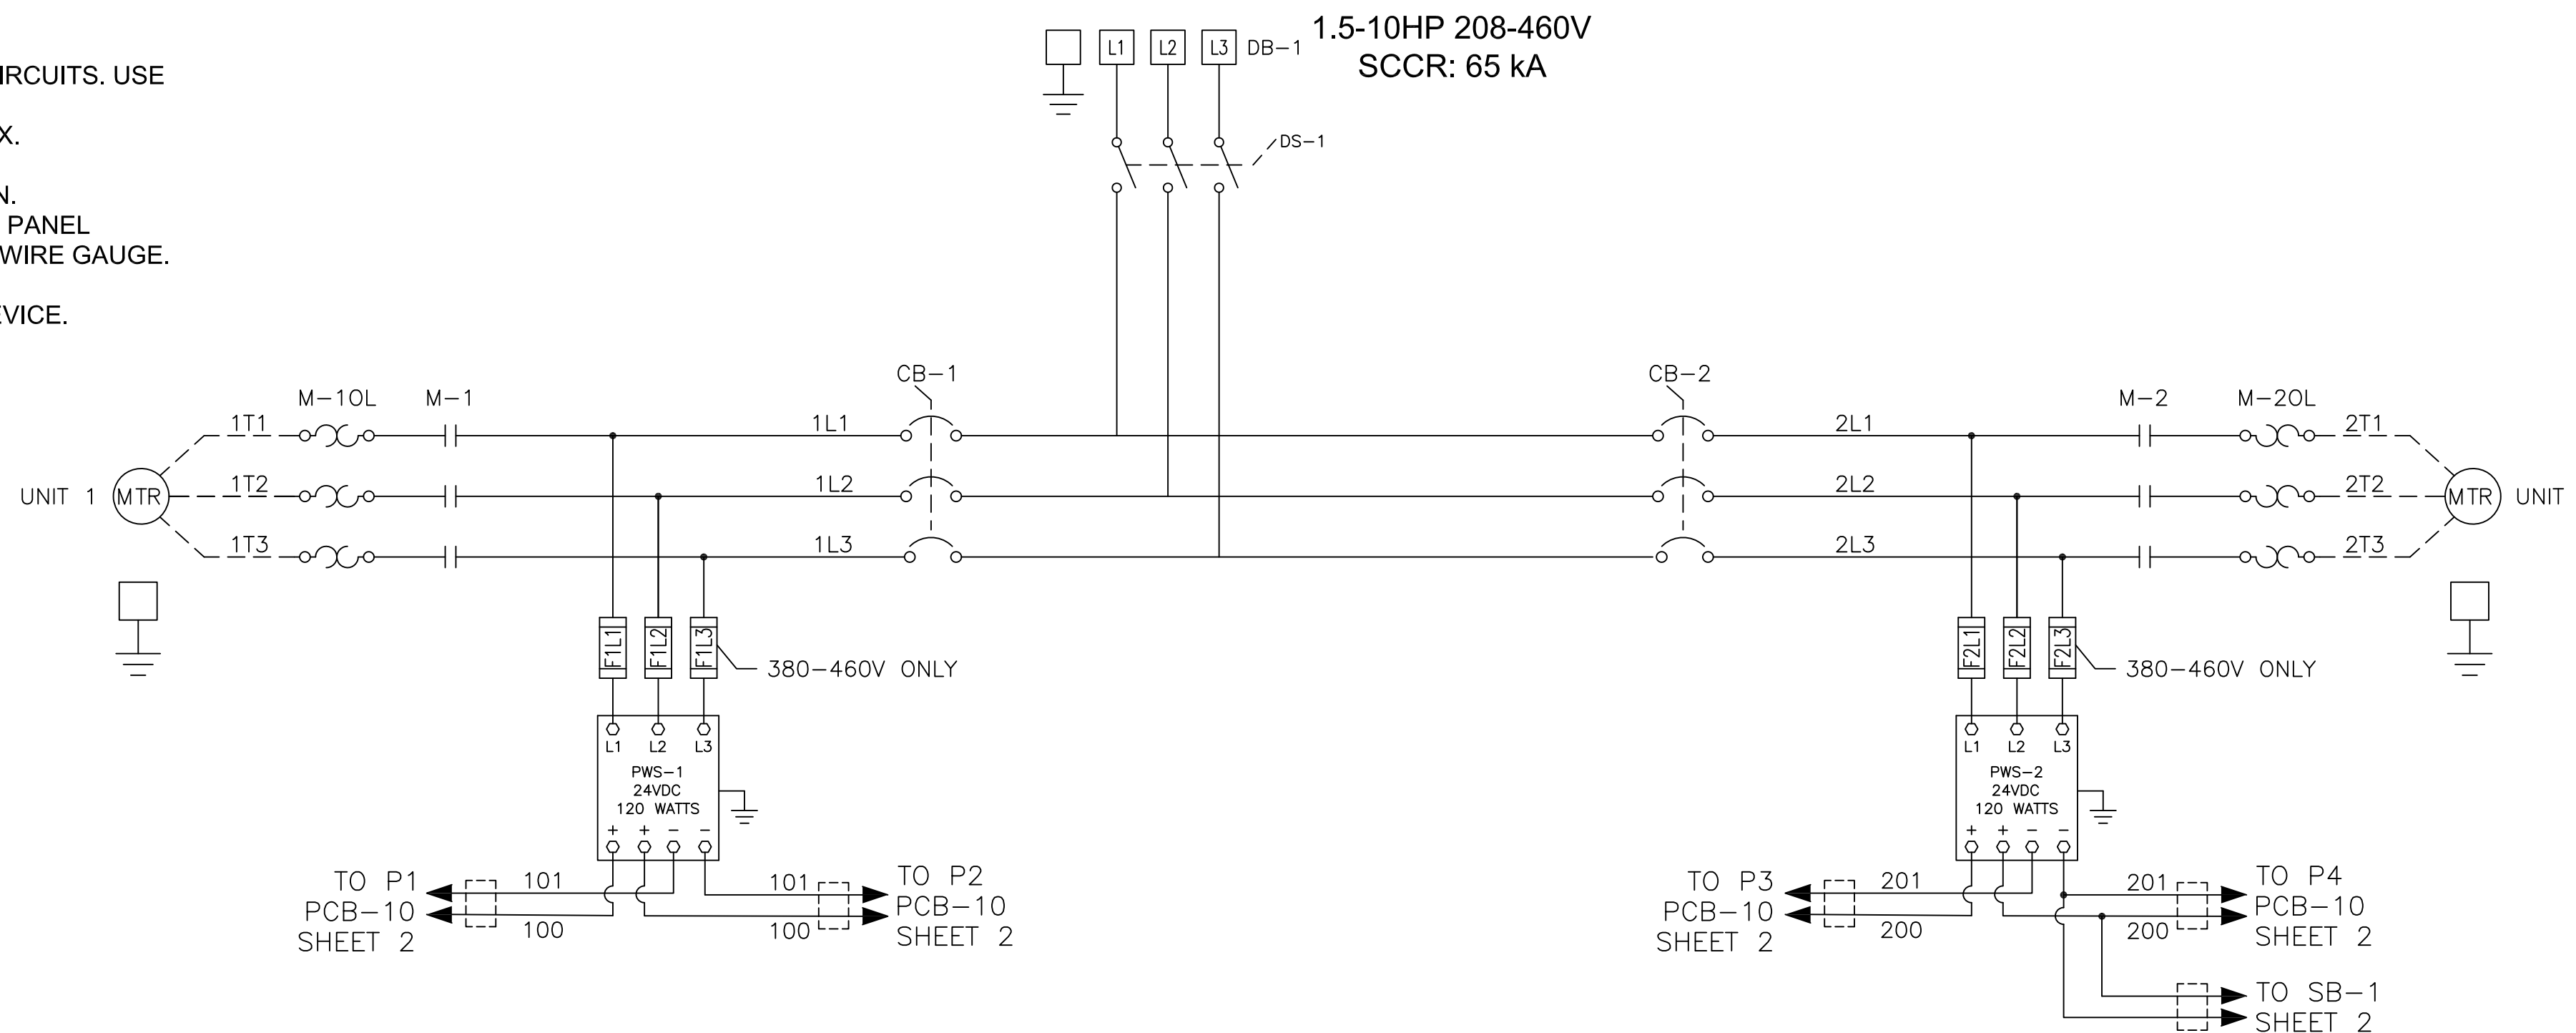 IRCUITS. USE
X.
N.
PANEL
WIRE GAUGE.
EVICE.
L1 L2 L3 DB-1
1.5-10HP 208-460V
SCCR: 65 kA
DS-1
CB-1
CB-2
M-1OL
M-1
M-2
M-2OL
1T1
1L1
2L1
2T1
UNIT 1
MTR
1T2
1L2
2L2
2T2
MTR
UNIT
1T3
1L3
2L3
2T3
F1L1
F1L2
F1L3
380-460V ONLY
F2L1
F2L2
F2L3
380-460V ONLY
L1 L2 L3
PWS-1
24VDC
120 WATTS
+ + - -
L1 L2 L3
PWS-2
24VDC
120 WATTS
+ + - -
TO P1
PCB-10
SHEET 2
101
100
101
100
TO P2
PCB-10
SHEET 2
TO P3
PCB-10
SHEET 2
201
200
201
200
TO P4
PCB-10
SHEET 2
TO SB-1
SHEET 2